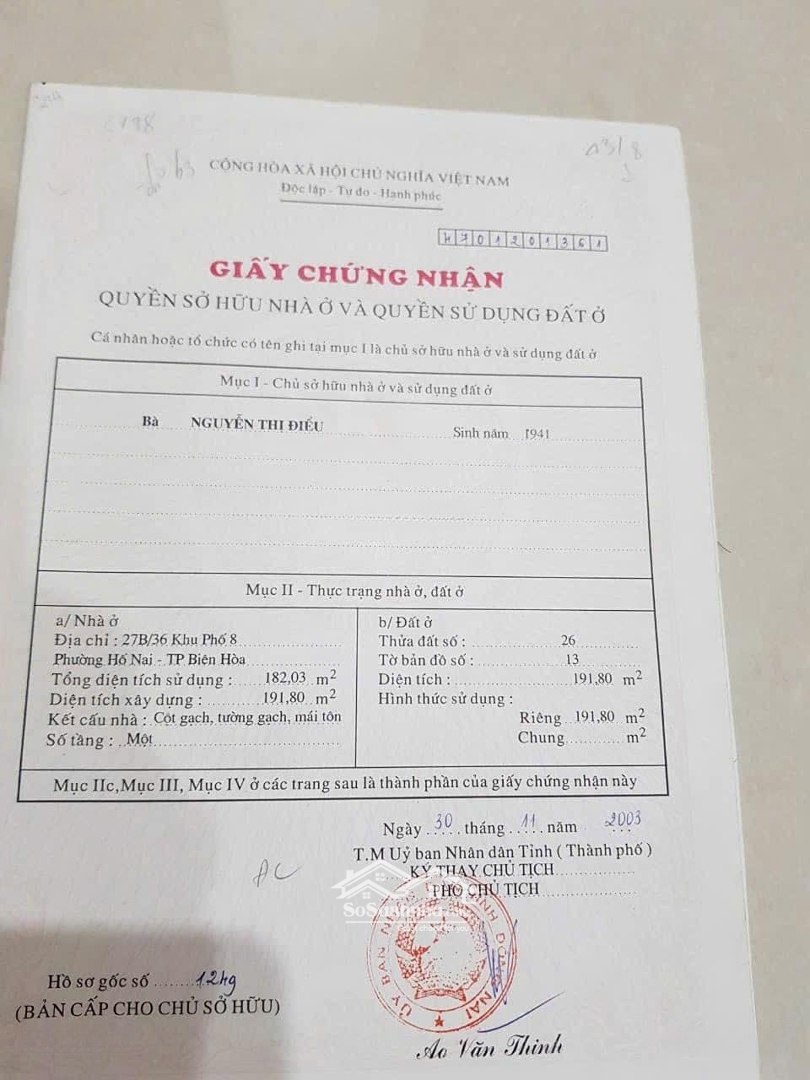 CỘNG HÒA XÃ HỘI CHỦ NGHĨA VIỆT NAM
Độc lập - Tự do - Hạnh phúc
4701201361
GIẤY CHỨNG NHẬN
QUYỀN SỞ HỮU NHÀ Ở VÀ QUYỀN SỬ DỤNG ĐẤT Ở
Cá nhân hoặc tổ chức có tên ghi tại mục I là chủ sở hữu nhà ở và sử dụng đất ở
Mục I - Chủ sở hữu nhà ở và sử dụng đất ở
Bà NGUYỄN THỊ ĐIỂU Sinh năm 1941
Mục II - Thực trạng nhà ở, đất ở
a/ Nhà ở
Địa chỉ : 27B/36 Khu Phố 8
Phường Hố Nai - TP Biên Hòa
Tổng diện tích sử dụng : 182,03 m²
Diện tích xây dựng : 191,80 m²
Kết cấu nhà : Cột gạch, tường gạch, mái tôn
Số tầng : Một
b/ Đất ở
Thửa đất số : 26
Tờ bản đồ số : 13
Diện tích : 191,80 m²
Hình thức sử dụng :
Riêng 191,80 m²
Chung m²
Mục IIc, Mục III, Mục IV ở các trang sau là thành phần của giấy chứng nhận này
Ngày 30 tháng 11 năm 2003
T.M Uỷ ban Nhân dân Tỉnh ( Thành phố )
KÝ THAY CHỦ TỊCH
PHÓ CHỦ TỊCH
Ao Văn Thinh
Hồ sơ gốc số
(BẢN CẤP CHO CHỦ SỞ HỮU)